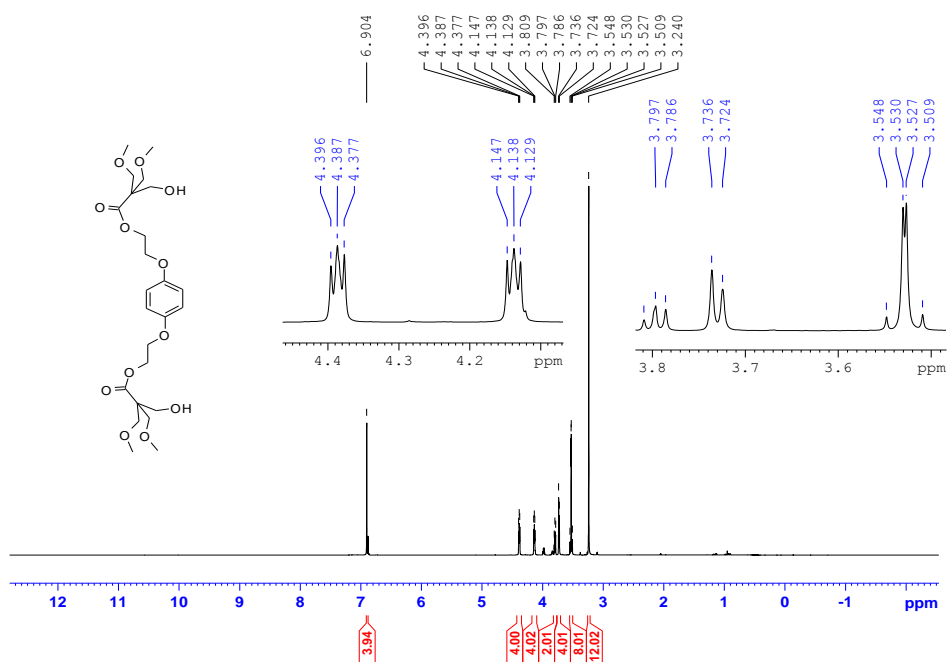 6.904
4.396
4.387
4.377
4.147
4.138
4.129
3.809
3.797
3.786
3.736
3.724
3.548
3.530
3.527
3.509
3.240
4.396
4.387
4.377
4.147
4.138
4.129
3.797
3.786
3.736
3.724
3.548
3.530
3.527
3.509
O
O
OH
O
O
O
O
O
O
OH
O
O
4.4 4.3 4.2 ppm
3.8 3.7 3.6 ppm
12 11 10 9 8 7 6 5 4 3 2 1 0 -1 ppm
3.94
4.00
4.02
2.01
4.01
8.01
12.02